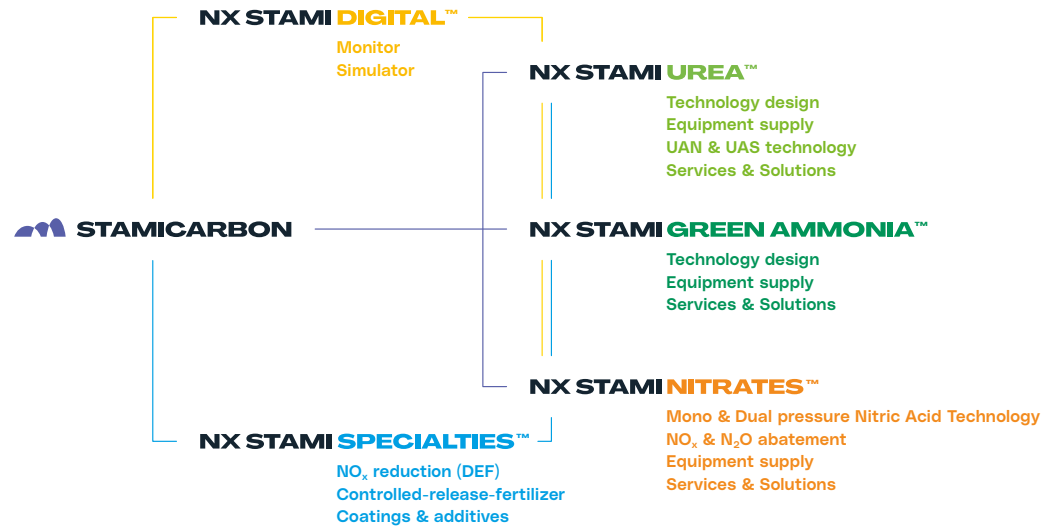 NX STAMI DIGITAL™
Monitor
Simulator
NX STAMI UREA™
Technology design
Equipment supply
UAN & UAS technology
Services & Solutions
STAMICARBON
NX STAMI GREEN AMMONIA™
Technology design
Equipment supply
Services & Solutions
NX STAMI NITRATES™
Mono & Dual pressure Nitric Acid Technology
NOₓ & N₂O abatement
Equipment supply
Services & Solutions
NX STAMI SPECIALTIES™
NOₓ reduction (DEF)
Controlled-release-fertilizer
Coatings & additives